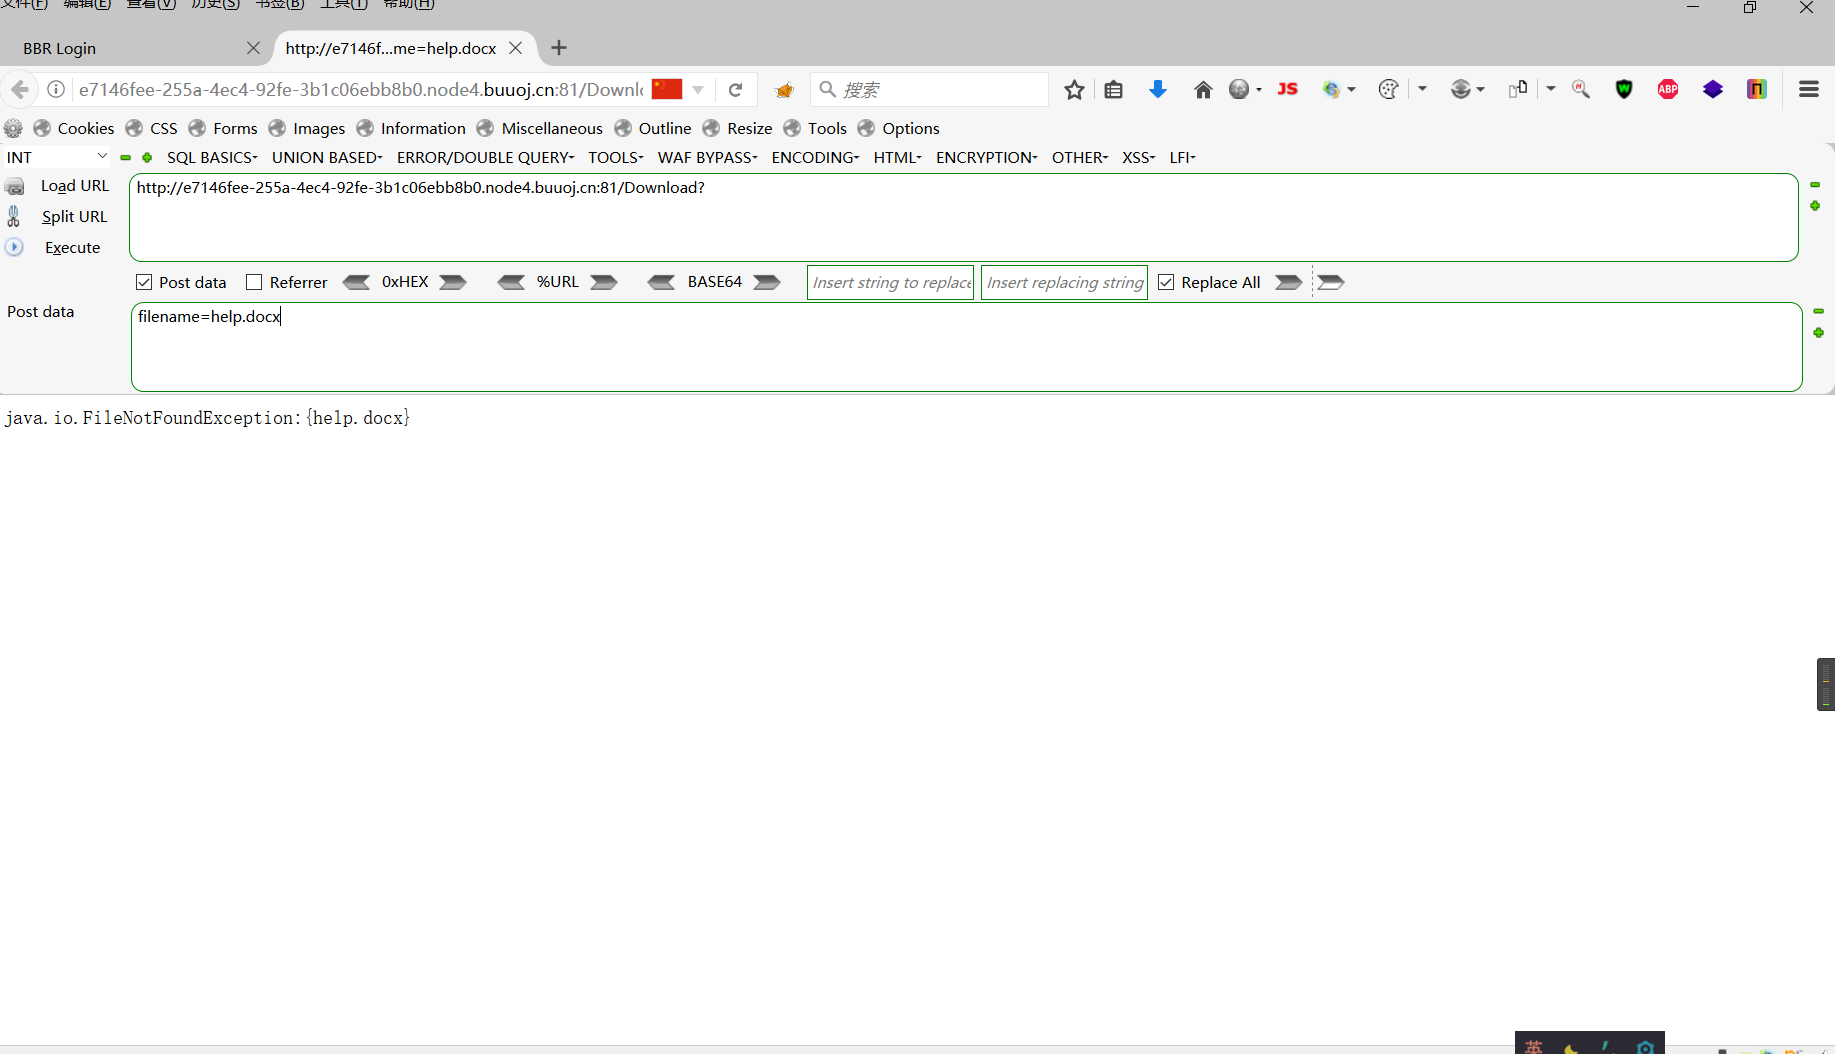 文件(F) 编辑(E) 查看(V) 历史(S) 书签(B) 工具(T) 帮助(H)
BBR Login http://e7146f...me=help.docx
e7146fee-255a-4ec4-92fe-3b1c06ebb8b0.node4.buuoj.cn:81/Downl 搜索 JS ABP
Cookies CSS Forms Images Information Miscellaneous Outline Resize Tools Options
INT SQL BASICS UNION BASED ERROR/DOUBLE QUERY TOOLS WAF BYPASS ENCODING HTML ENCRYPTION OTHER XSS LFI
Load URL http://e7146fee-255a-4ec4-92fe-3b1c06ebb8b0.node4.buuoj.cn:81/Download?
Split URL
Execute
Post data Referrer 0xHEX %URL BASE64 Insert string to replace Insert replacing string Replace All
Post data filename=help.docx
java.io.FileNotFoundException:{help.docx}
英